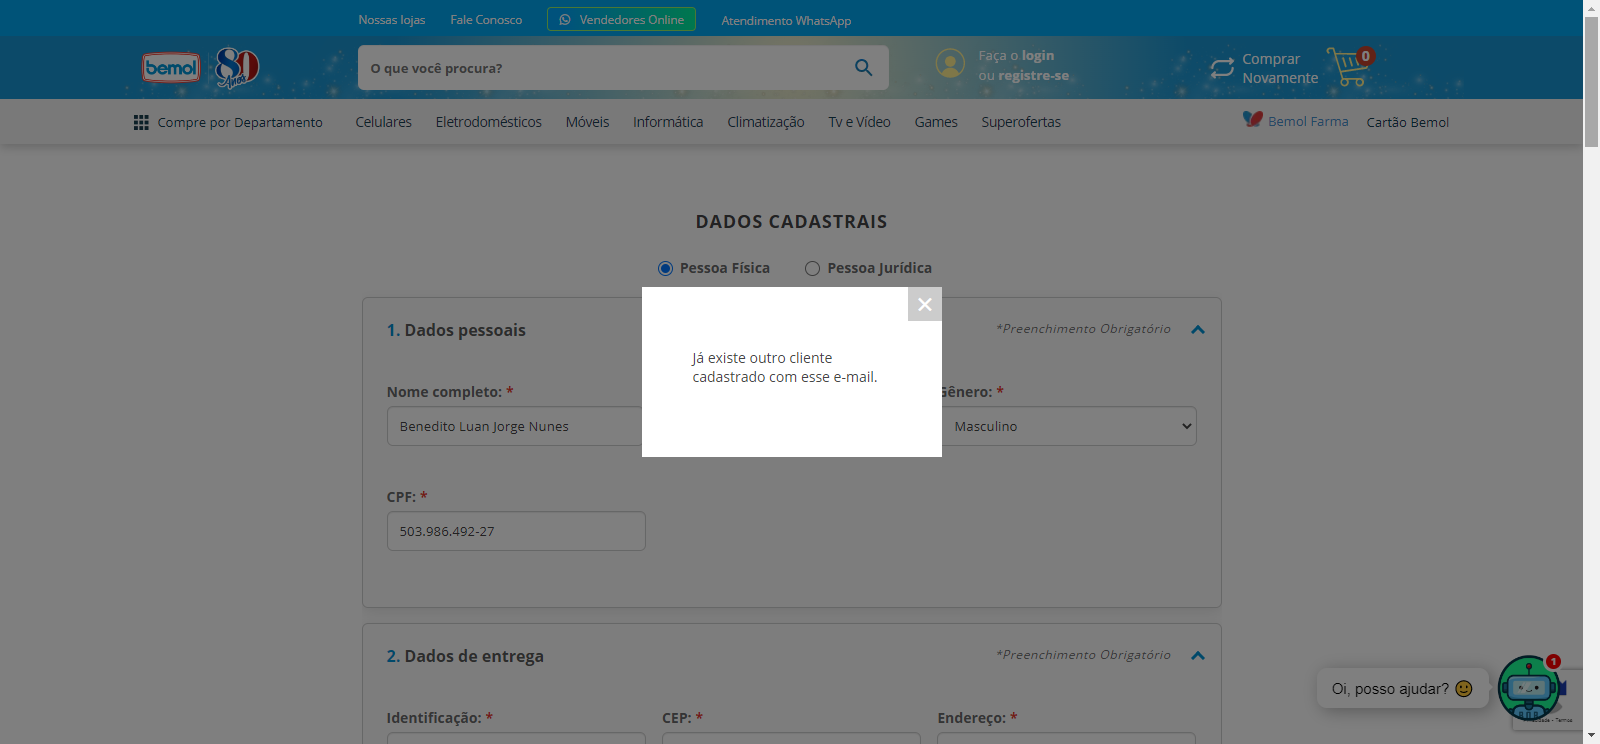 Nossas lojas
Fale Conosco
Vendedores Online
Atendimento WhatsApp
bemol
80
Anos
O que você procura?
Faça o login
ou registre-se
Comprar
Novamente
0
Compre por Departamento
Celulares
Eletrodomésticos
Móveis
Informática
Climatização
Tv e Vídeo
Games
Superofertas
Bemol Farma
Cartão Bemol
DADOS CADASTRAIS
Pessoa Física
Pessoa Jurídica
1. Dados pessoais
*Preenchimento Obrigatório
Já existe outro cliente
cadastrado com esse e-mail.
Nome completo: *
Gênero: *
Benedito Luan Jorge Nunes
Masculino
CPF: *
503.986.492-27
2. Dados de entrega
*Preenchimento Obrigatório
Oi, posso ajudar?
1
Termos
Identificação: *
CEP: *
Endereço: *